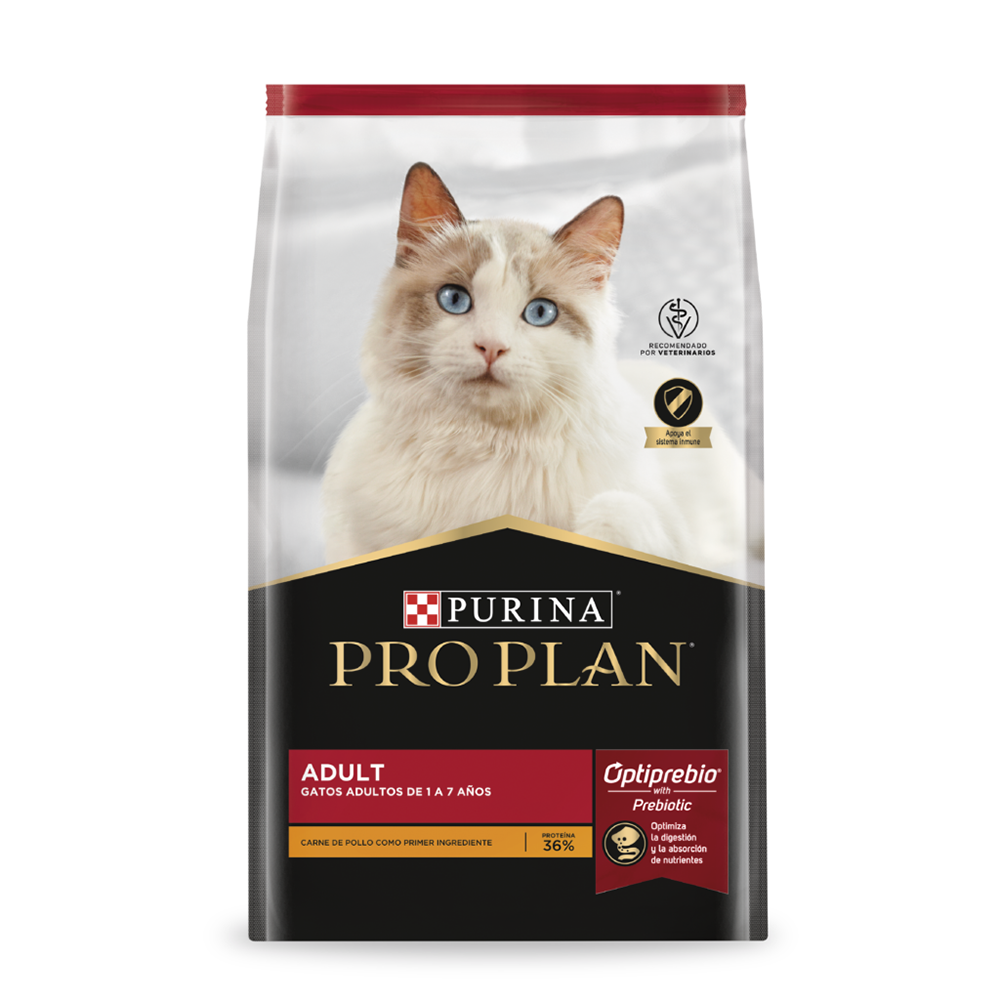 RECOMENDADO
POR VETERINARIOS
Apoya el
sistema inmune
PURINA®
PRO PLAN®
ADULT
GATOS ADULTOS DE 1 A 7 AÑOS
CARNE DE POLLO COMO PRIMER INGREDIENTE
PROTEÍNA
36%
Optiprebio®
with
Prebiotic
Optimiza
la digestión
y la absorción
de nutrientes